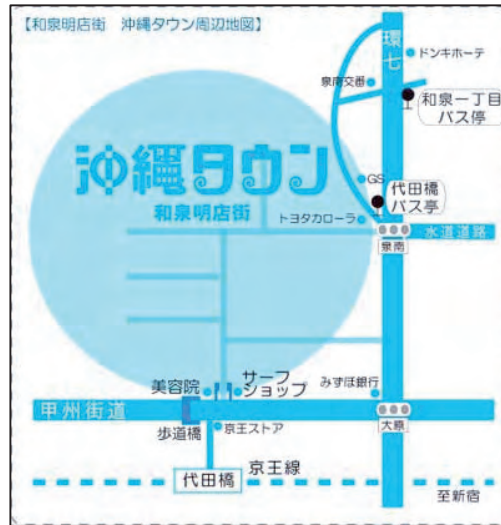 【和泉明店街　沖縄タウン周辺地図】
環七
ドンキホーテ
泉南交番
和泉一丁目
バス停
沖縄タウン
和泉明店街
GS
代田橋
バス亭
トヨタカローラ
泉南
水道道路
美容院
サーフ
ショップ
みずほ銀行
甲州街道
歩道橋
京王ストア
大原
代田橋
京王線
至新宿